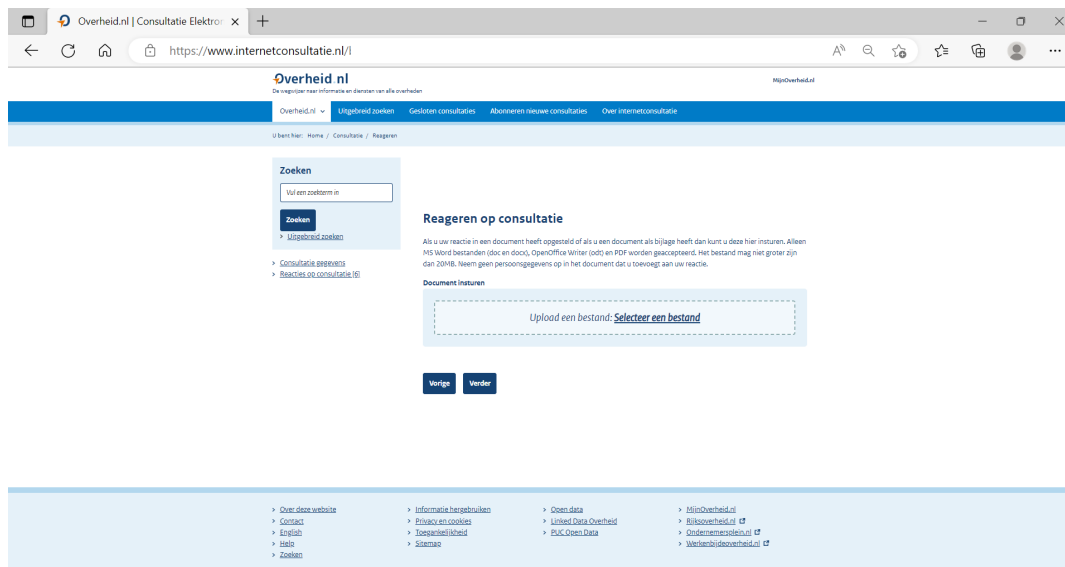 Overheid.nl | Consultatie Elektron
https://www.internetconsultatie.nl/l
Overheid.nl
De wegwijzer naar informatie en diensten van alle overheden
MijnOverheid.nl
Overheid.nl Uitgebreid zoeken Gesloten consultaties Abonneren nieuwe consultaties Over internetconsultatie
U bent hier: Home / Consultatie / Reageren
Zoeken
Vul een zoekterm in
Zoeken
> Uitgebreid zoeken
> Consultatie gegevens
> Reacties op consultatie [6]
Reageren op consultatie
Als u uw reactie in een document heeft opgesteld of als u een document als bijlage heeft dan kunt u deze hier insturen. Alleen
MS Word bestanden (doc en docx), OpenOffice Writer (odt) en PDF worden geaccepteerd. Het bestand mag niet groter zijn
dan 20MB. Neem geen persoonsgegevens op in het document dat u toevoegt aan uw reactie.
Document insturen
Upload een bestand: Selecteer een bestand
Vorige Verder
> Over deze website
> Contact
> English
> Help
> Zoeken
> Informatie hergebruiken
> Privacy en cookies
> Toegankelijkheid
> Sitemap
> Open data
> Linked Data Overheid
> PUC Open Data
> MijnOverheid.nl
> Rijksoverheid.nl
> Ondernemersplein.nl
> Werkenbijdeoverheid.nl